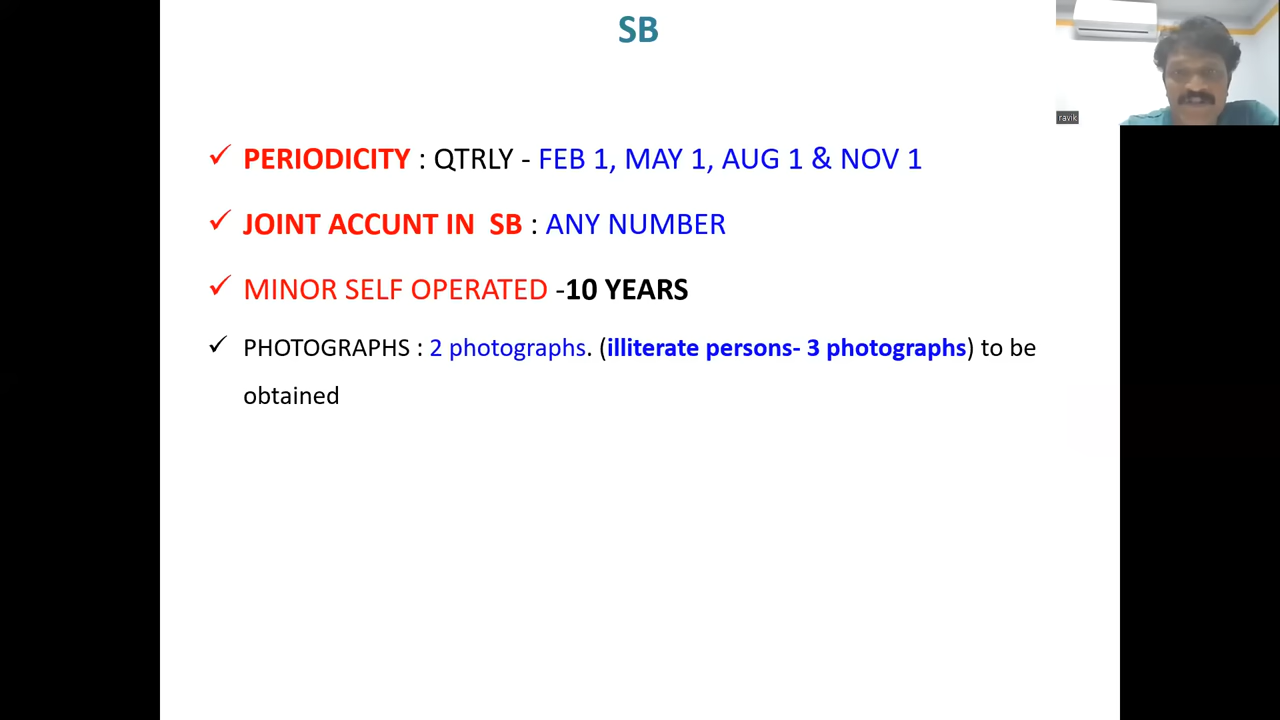 SB
ravik
PERIODICITY : QTRLY - FEB 1, MAY 1, AUG 1 & NOV 1
JOINT ACCUNT IN SB : ANY NUMBER
MINOR SELF OPERATED -10 YEARS
PHOTOGRAPHS : 2 photographs. (illiterate persons- 3 photographs) to be
obtained